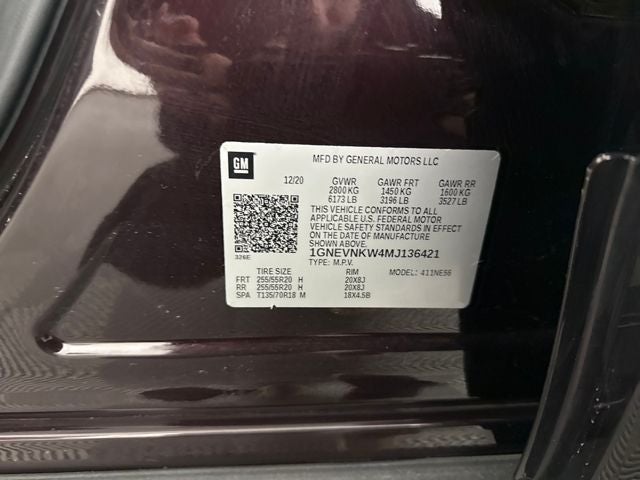 GM
MFD BY GENERAL MOTORS LLC
12/20 GVWR GAWR FRT GAWR RR
2800 KG 1450 KG 1600 KG
6173 LB 3196 LB 3527 LB
THIS VEHICLE CONFORMS TO ALL
APPLICABLE U.S. FEDERAL MOTOR
VEHICLE SAFETY STANDARDS IN EFFECT
ON THE DATE OF MANUFACTURE
SHOWN ABOVE.
326E
1GNEVNKW4MJ136421
TYPE: M.P.V.
TIRE SIZE RIM MODEL: 411NE56
FRT 255/55R20 H 20X8J
RR 255/55R20 H 20X8J
SPA T135/70R18 M 18X4.5B